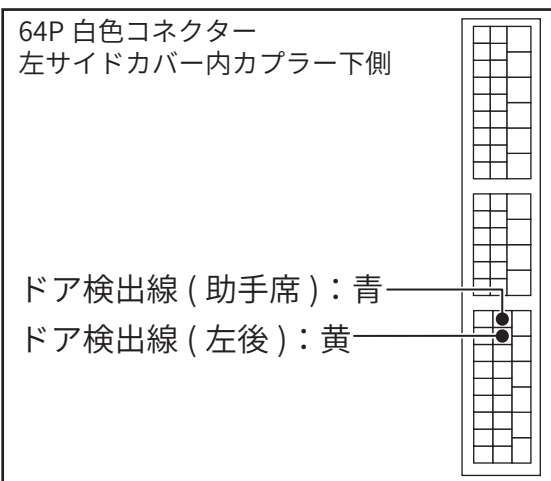 64P 白色コネクター
左サイドカバー内カプラー下側
ドア検出線 ( 助手席 )：青
ドア検出線 ( 左後 )：黄